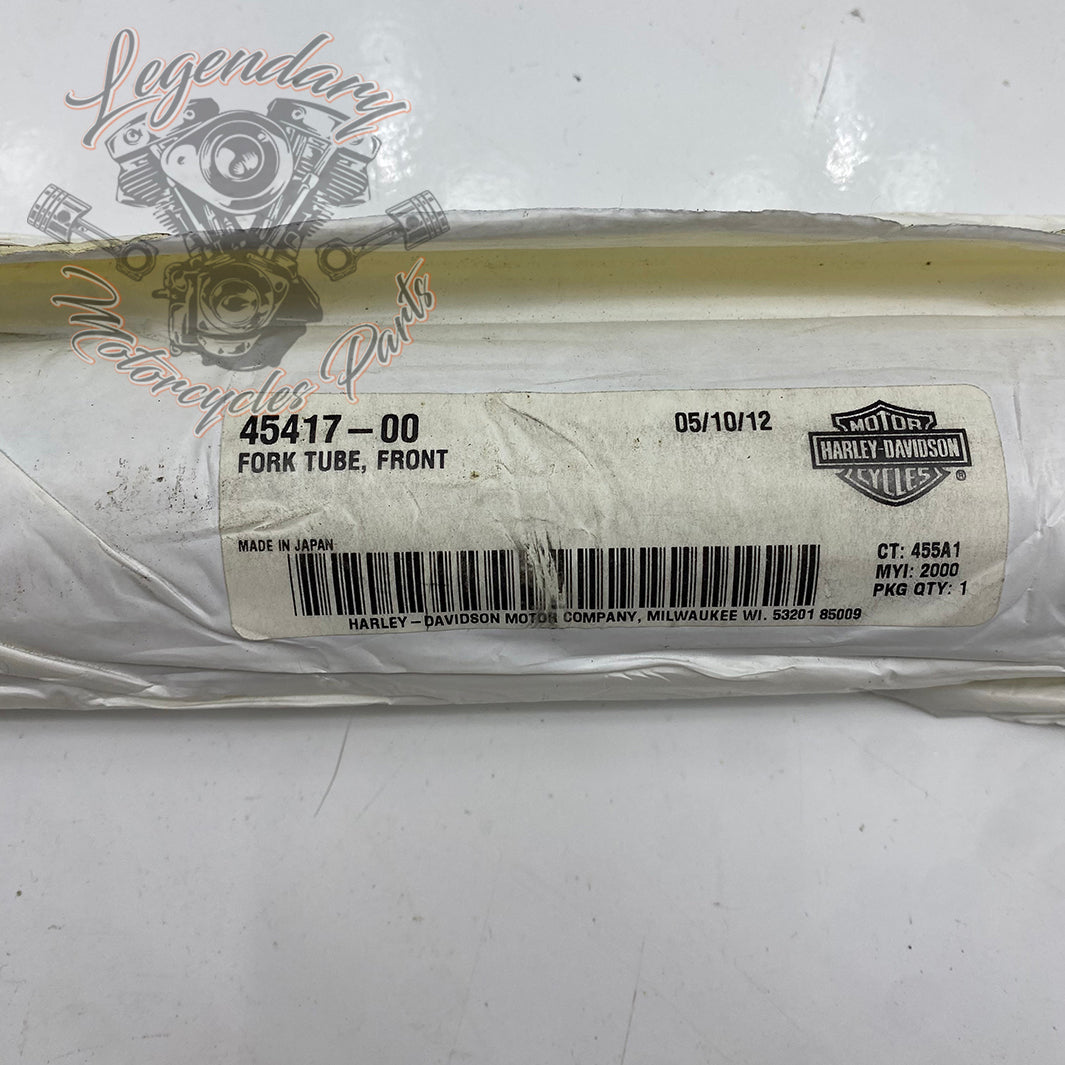 Legendary
Motorcycles Parts
45417-00
05/10/12
FORK TUBE, FRONT
MOTOR
HARLEY-DAVIDSON
CYCLES
®
MADE IN JAPAN
CT: 455A1
MYI: 2000
PKG QTY: 1
HARLEY-DAVIDSON MOTOR COMPANY, MILWAUKEE WI. 53201 85009